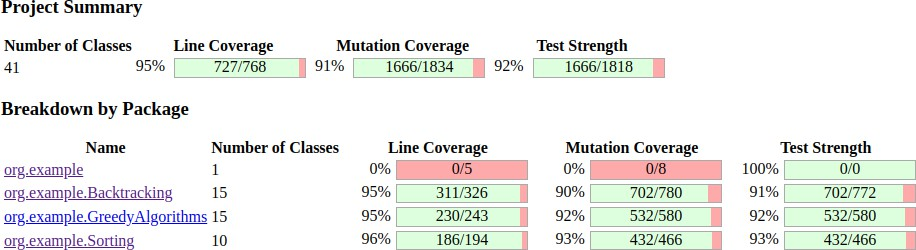 Project Summary
Number of Classes Line Coverage Mutation Coverage Test Strength
41 95% 727/768 91% 1666/1834 92% 1666/1818
Breakdown by Package
Name Number of Classes Line Coverage Mutation Coverage Test Strength
org.example 1 0% 0/5 0% 0/8 100% 0/0
org.example.Backtracking 15 95% 311/326 90% 702/780 91% 702/772
org.example.GreedyAlgorithms 15 95% 230/243 92% 532/580 92% 532/580
org.example.Sorting 10 96% 186/194 93% 432/466 93% 432/466